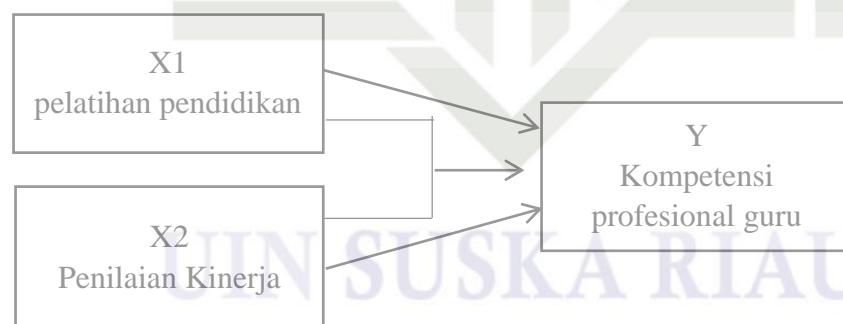 X1
pelatihan pendidikan
Y
Kompetensi
profesional guru
X2
Penilaian Kinerja
UIN SUSKA RIAU